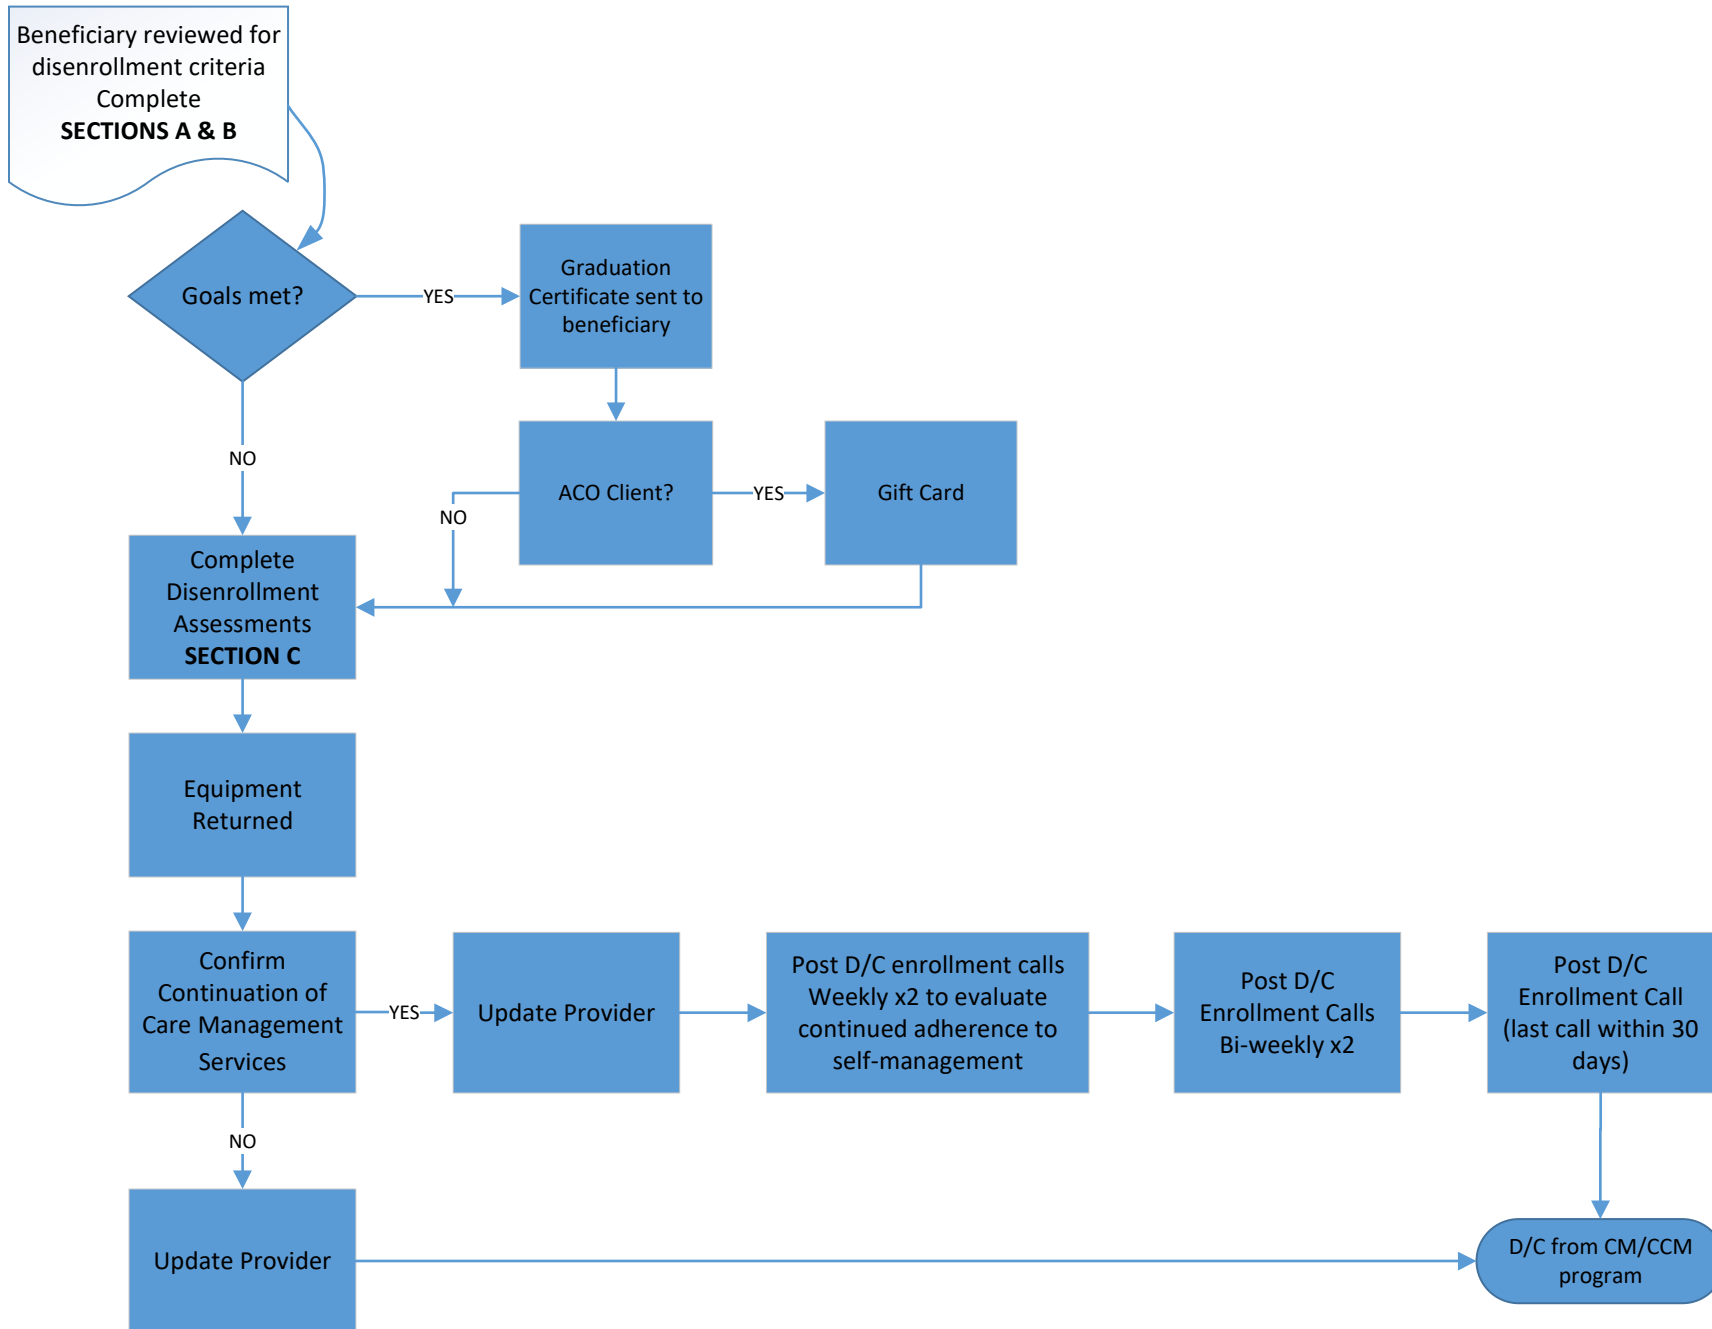 Beneficiary reviewed for
disenrollment criteria
Complete
SECTIONS A & B
Goals met?
YES
Graduation
Certificate sent to
beneficiary
NO
ACO Client?
YES
Gift Card
NO
Complete
Disenrollment
Assessments
SECTION C
Equipment
Returned
Confirm
Continuation of
Care Management
Services
YES
Update Provider
Post D/C enrollment calls
Weekly x2 to evaluate
continued adherence to
self-management
Post D/C
Enrollment Calls
Bi-weekly x2
Post D/C
Enrollment Call
(last call within 30
days)
NO
Update Provider
D/C from CM/CCM
program